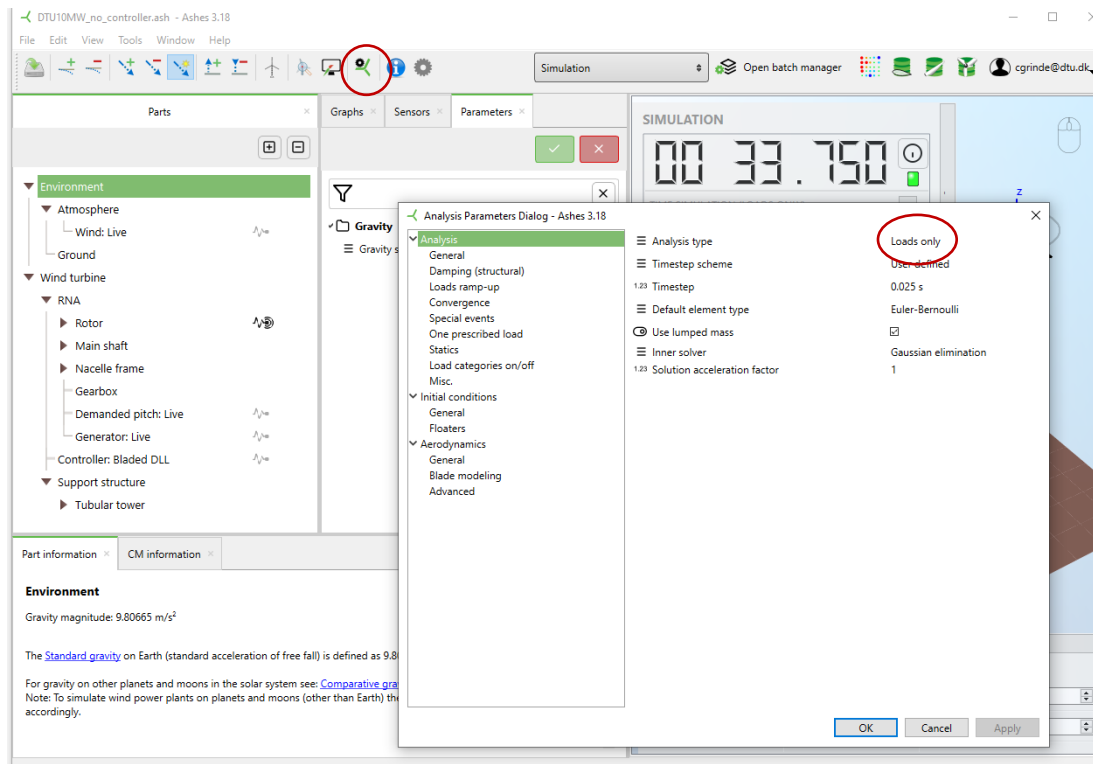 DTU10MW_no_controller.ash - Ashes 3.18
File Edit View Tools Window Help
Simulation
Open batch manager
cgrinde@dtu.dk
Parts
Graphs
Sensors
Parameters
Environment
Atmosphere
Wind: Live
Ground
Wind turbine
RNA
Rotor
Main shaft
Nacelle frame
Gearbox
Demanded pitch: Live
Generator: Live
Controller: Bladed DLL
Support structure
Tubular tower
Gravity
Gravity s
SIMULATION
00 33.750
z
Analysis Parameters Dialog - Ashes 3.18
Analysis
General
Damping (structural)
Loads ramp-up
Convergence
Special events
One prescribed load
Statics
Load categories on/off
Misc.
Initial conditions
General
Floaters
Aerodynamics
General
Blade modeling
Advanced
Analysis type Loads only
Timestep scheme User defined
1.23 Timestep 0.025 s
Default element type Euler-Bernoulli
Use lumped mass
Inner solver Gaussian elimination
1.23 Solution acceleration factor 1
OK Cancel Apply
Part information
CM information
Environment
Gravity magnitude: 9.80665 m/s²
The Standard gravity on Earth (standard acceleration of free fall) is defined as 9.8
For gravity on other planets and moons in the solar system see: Comparative gra
Note: To simulate wind power plants on planets and moons (other than Earth) the
accordingly.